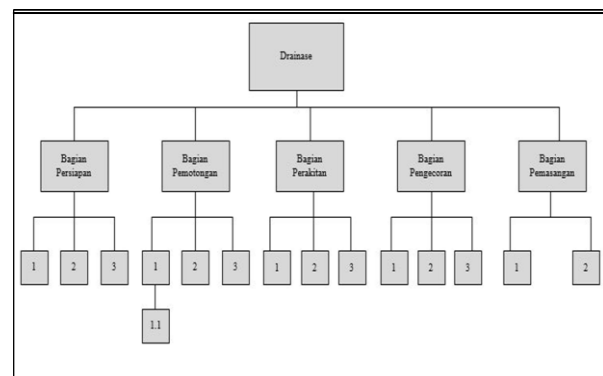 Drainase
Bagian
Persiapan
Bagian
Pemotongan
Bagian
Perakitan
Bagian
Pengecoran
Bagian
Pemasangan
1 2 3 1 2 3 1 2 3 1 2 3 1 2
1.1